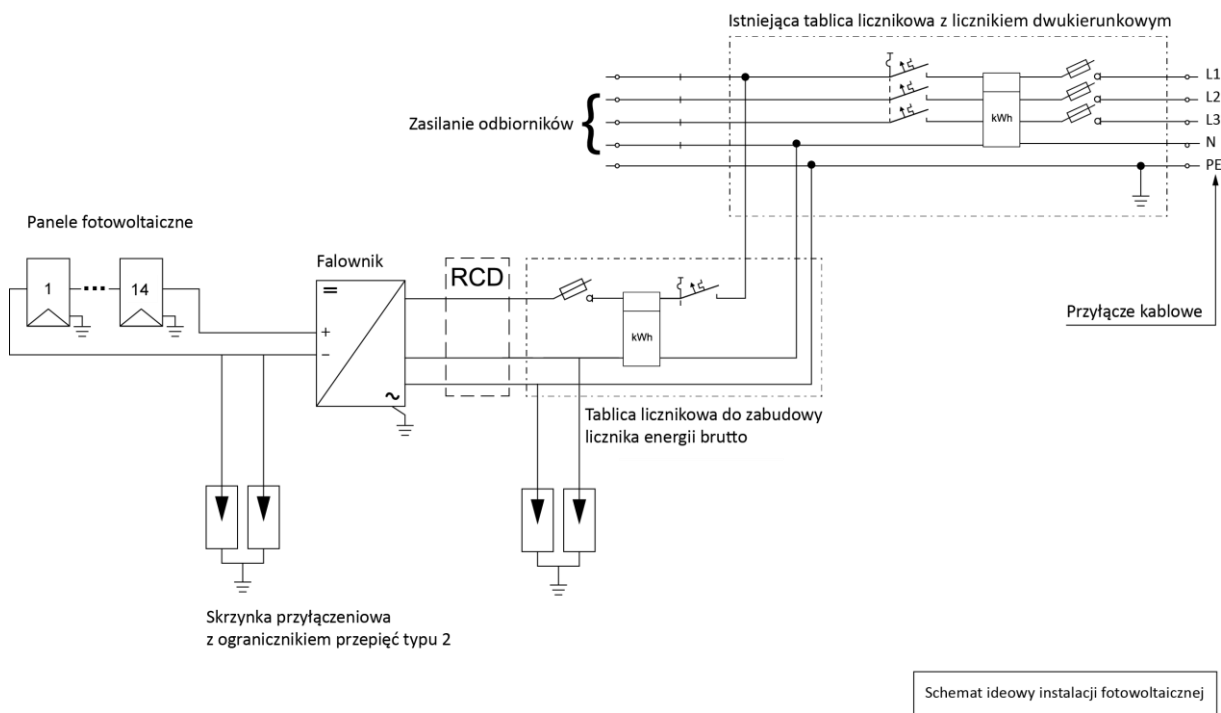 Istniejąca tablica licznikowa z licznikiem dwukierunkowym
L1
L2
L3
N
PE
kWh
Zasilanie odbiorników
Panele fotowoltaiczne
1
14
Falownik
RCD
kWh
Przyłącze kablowe
Tablica licznikowa do zabudowy
licznika energii brutto
Skrzynka przyłączeniowa
z ogranicznikiem przepięć typu 2
Schemat ideowy instalacji fotowoltaicznej